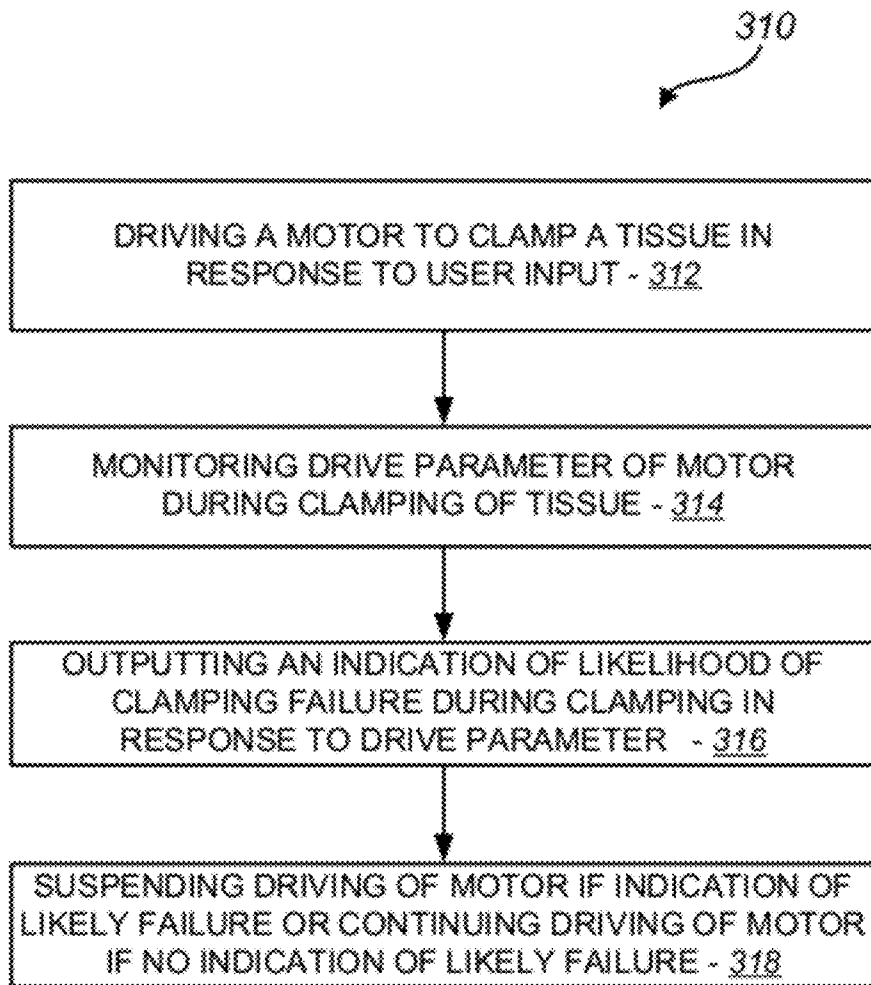 310
DRIVING A MOTOR TO CLAMP A TISSUE IN
RESPONSE TO USER INPUT - 312
MONITORING DRIVE PARAMETER OF MOTOR
DURING CLAMPING OF TISSUE - 314
OUTPUTTING AN INDICATION OF LIKELIHOOD OF
CLAMPING FAILURE DURING CLAMPING IN
RESPONSE TO DRIVE PARAMETER - 316
SUSPENDING DRIVING OF MOTOR IF INDICATION OF
LIKELY FAILURE OR CONTINUING DRIVING OF MOTOR
IF NO INDICATION OF LIKELY FAILURE - 318